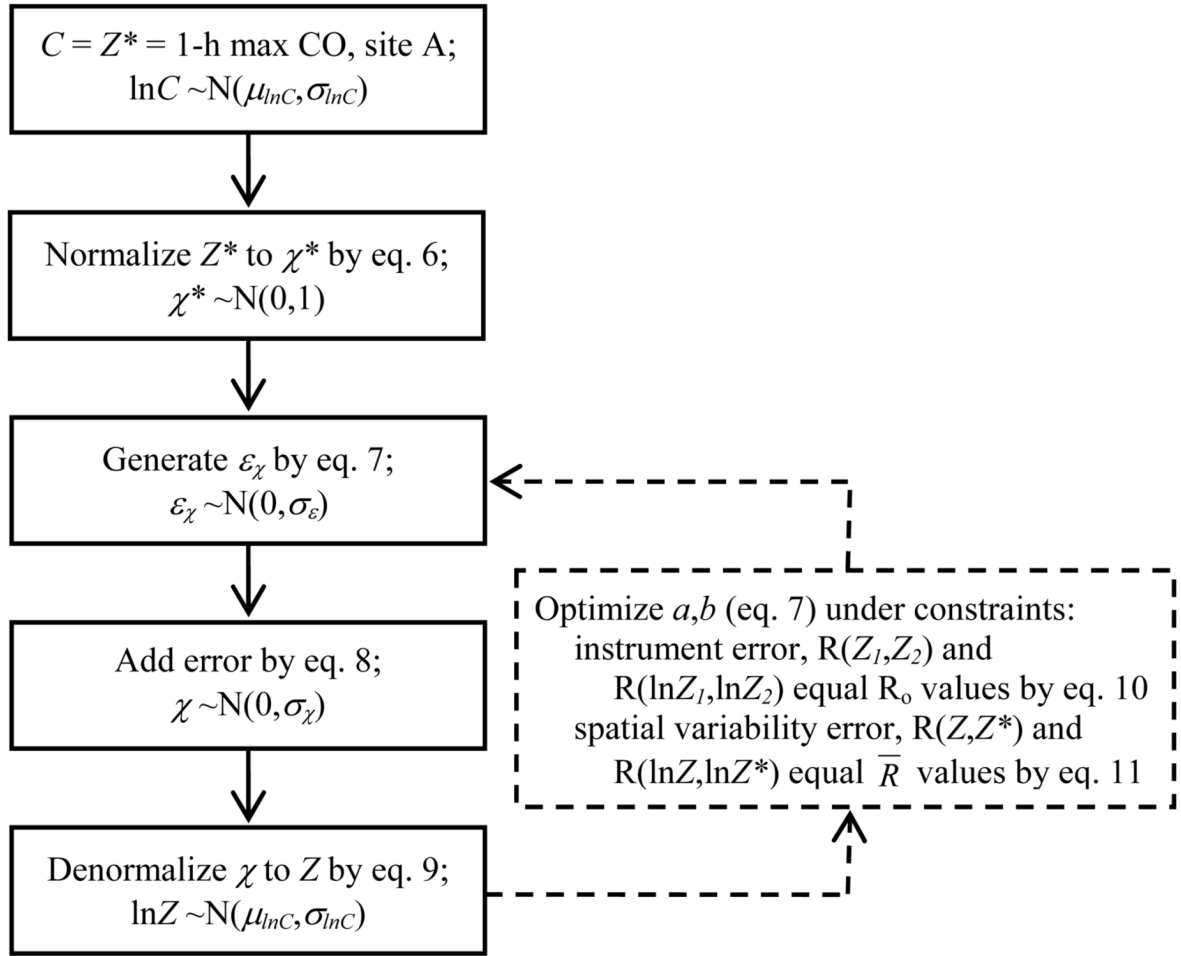 C = Z* = 1-h max CO, site A;
lnC ~N(μlnC,σlnC)
Normalize Z* to χ* by eq. 6;
χ* ~N(0,1)
Generate εχ by eq. 7;
εχ ~N(0,σε)
Add error by eq. 8;
χ ~N(0,σχ)
Denormalize χ to Z by eq. 9;
lnZ ~N(μlnC,σlnC)
Optimize a,b (eq. 7) under constraints:
instrument error, R(Z1,Z2) and
R(lnZ1,lnZ2) equal Ro values by eq. 10
spatial variability error, R(Z,Z*) and
R(lnZ,lnZ*) equal R̅ values by eq. 11